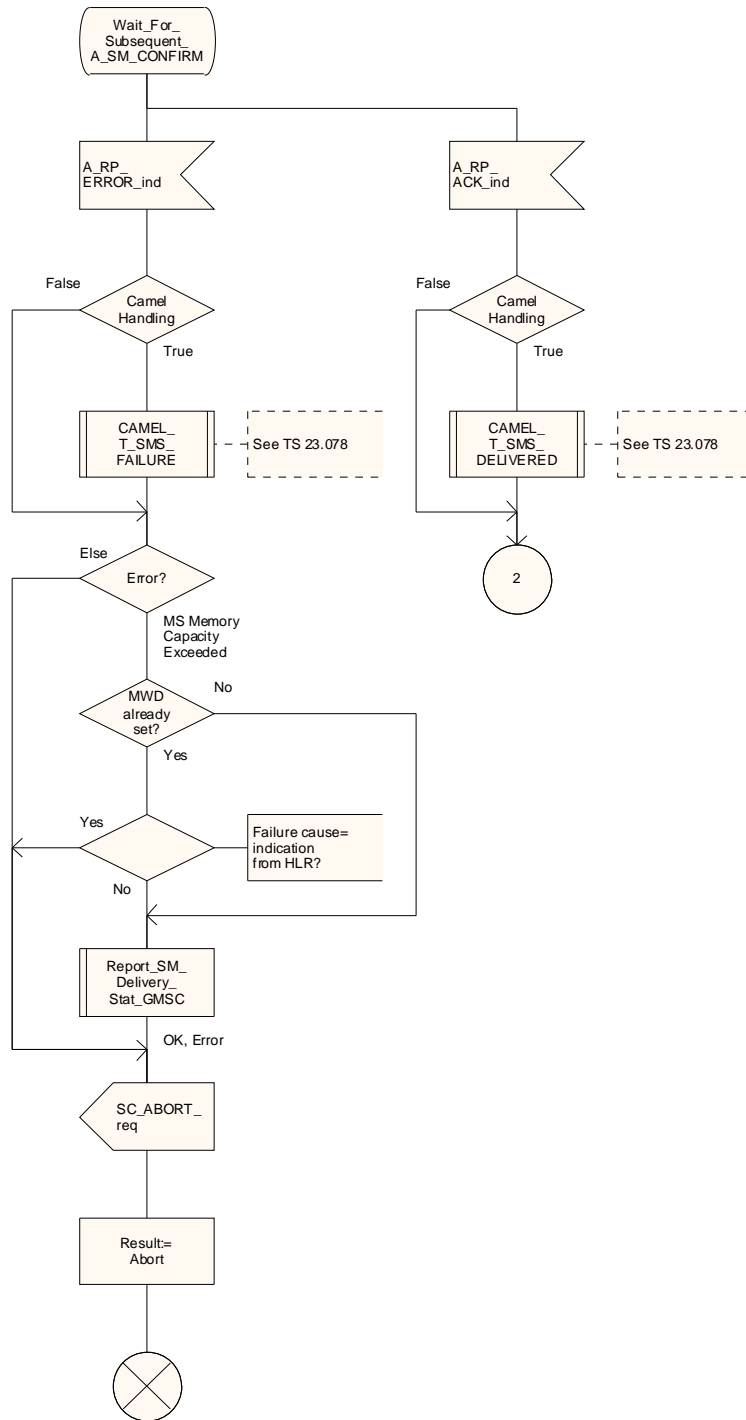 Wait_For_
Subsequent_
A_SM_CONFIRM
A_RP_
ERROR_ind
A_RP_
ACK_ind
False
Camel
Handling
True
False
Camel
Handling
True
CAMEL_
T_SMS_
FAILURE
See TS 23.078
CAMEL_
T_SMS_
DELIVERED
See TS 23.078
Else
Error?
2
MS Memory
Capacity
Exceeded
MWD
already
set?
No
Yes
Yes
Failure cause=
indication
from HLR?
No
Report_SM_
Delivery_
Stat_GMSC
OK, Error
SC_ABORT_
req
Result:=
Abort